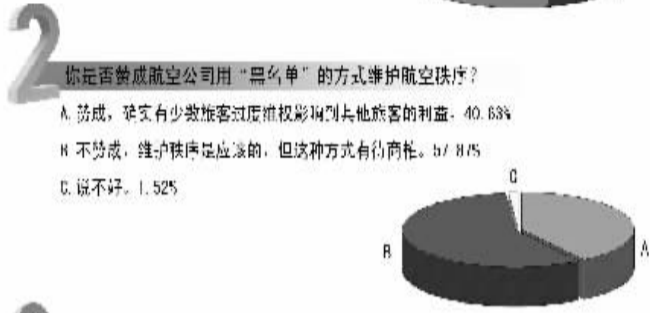 2
你是否赞成航空公司用“黑名单”的方式维护航空秩序?
A.赞成，确实有少数旅客过度维权影响到其他旅客的利益。40.63%
B.不赞成，维护秩序是应该的，但这种方式有待商榷。57.87%
C.说不好。1.52%
C
B
A